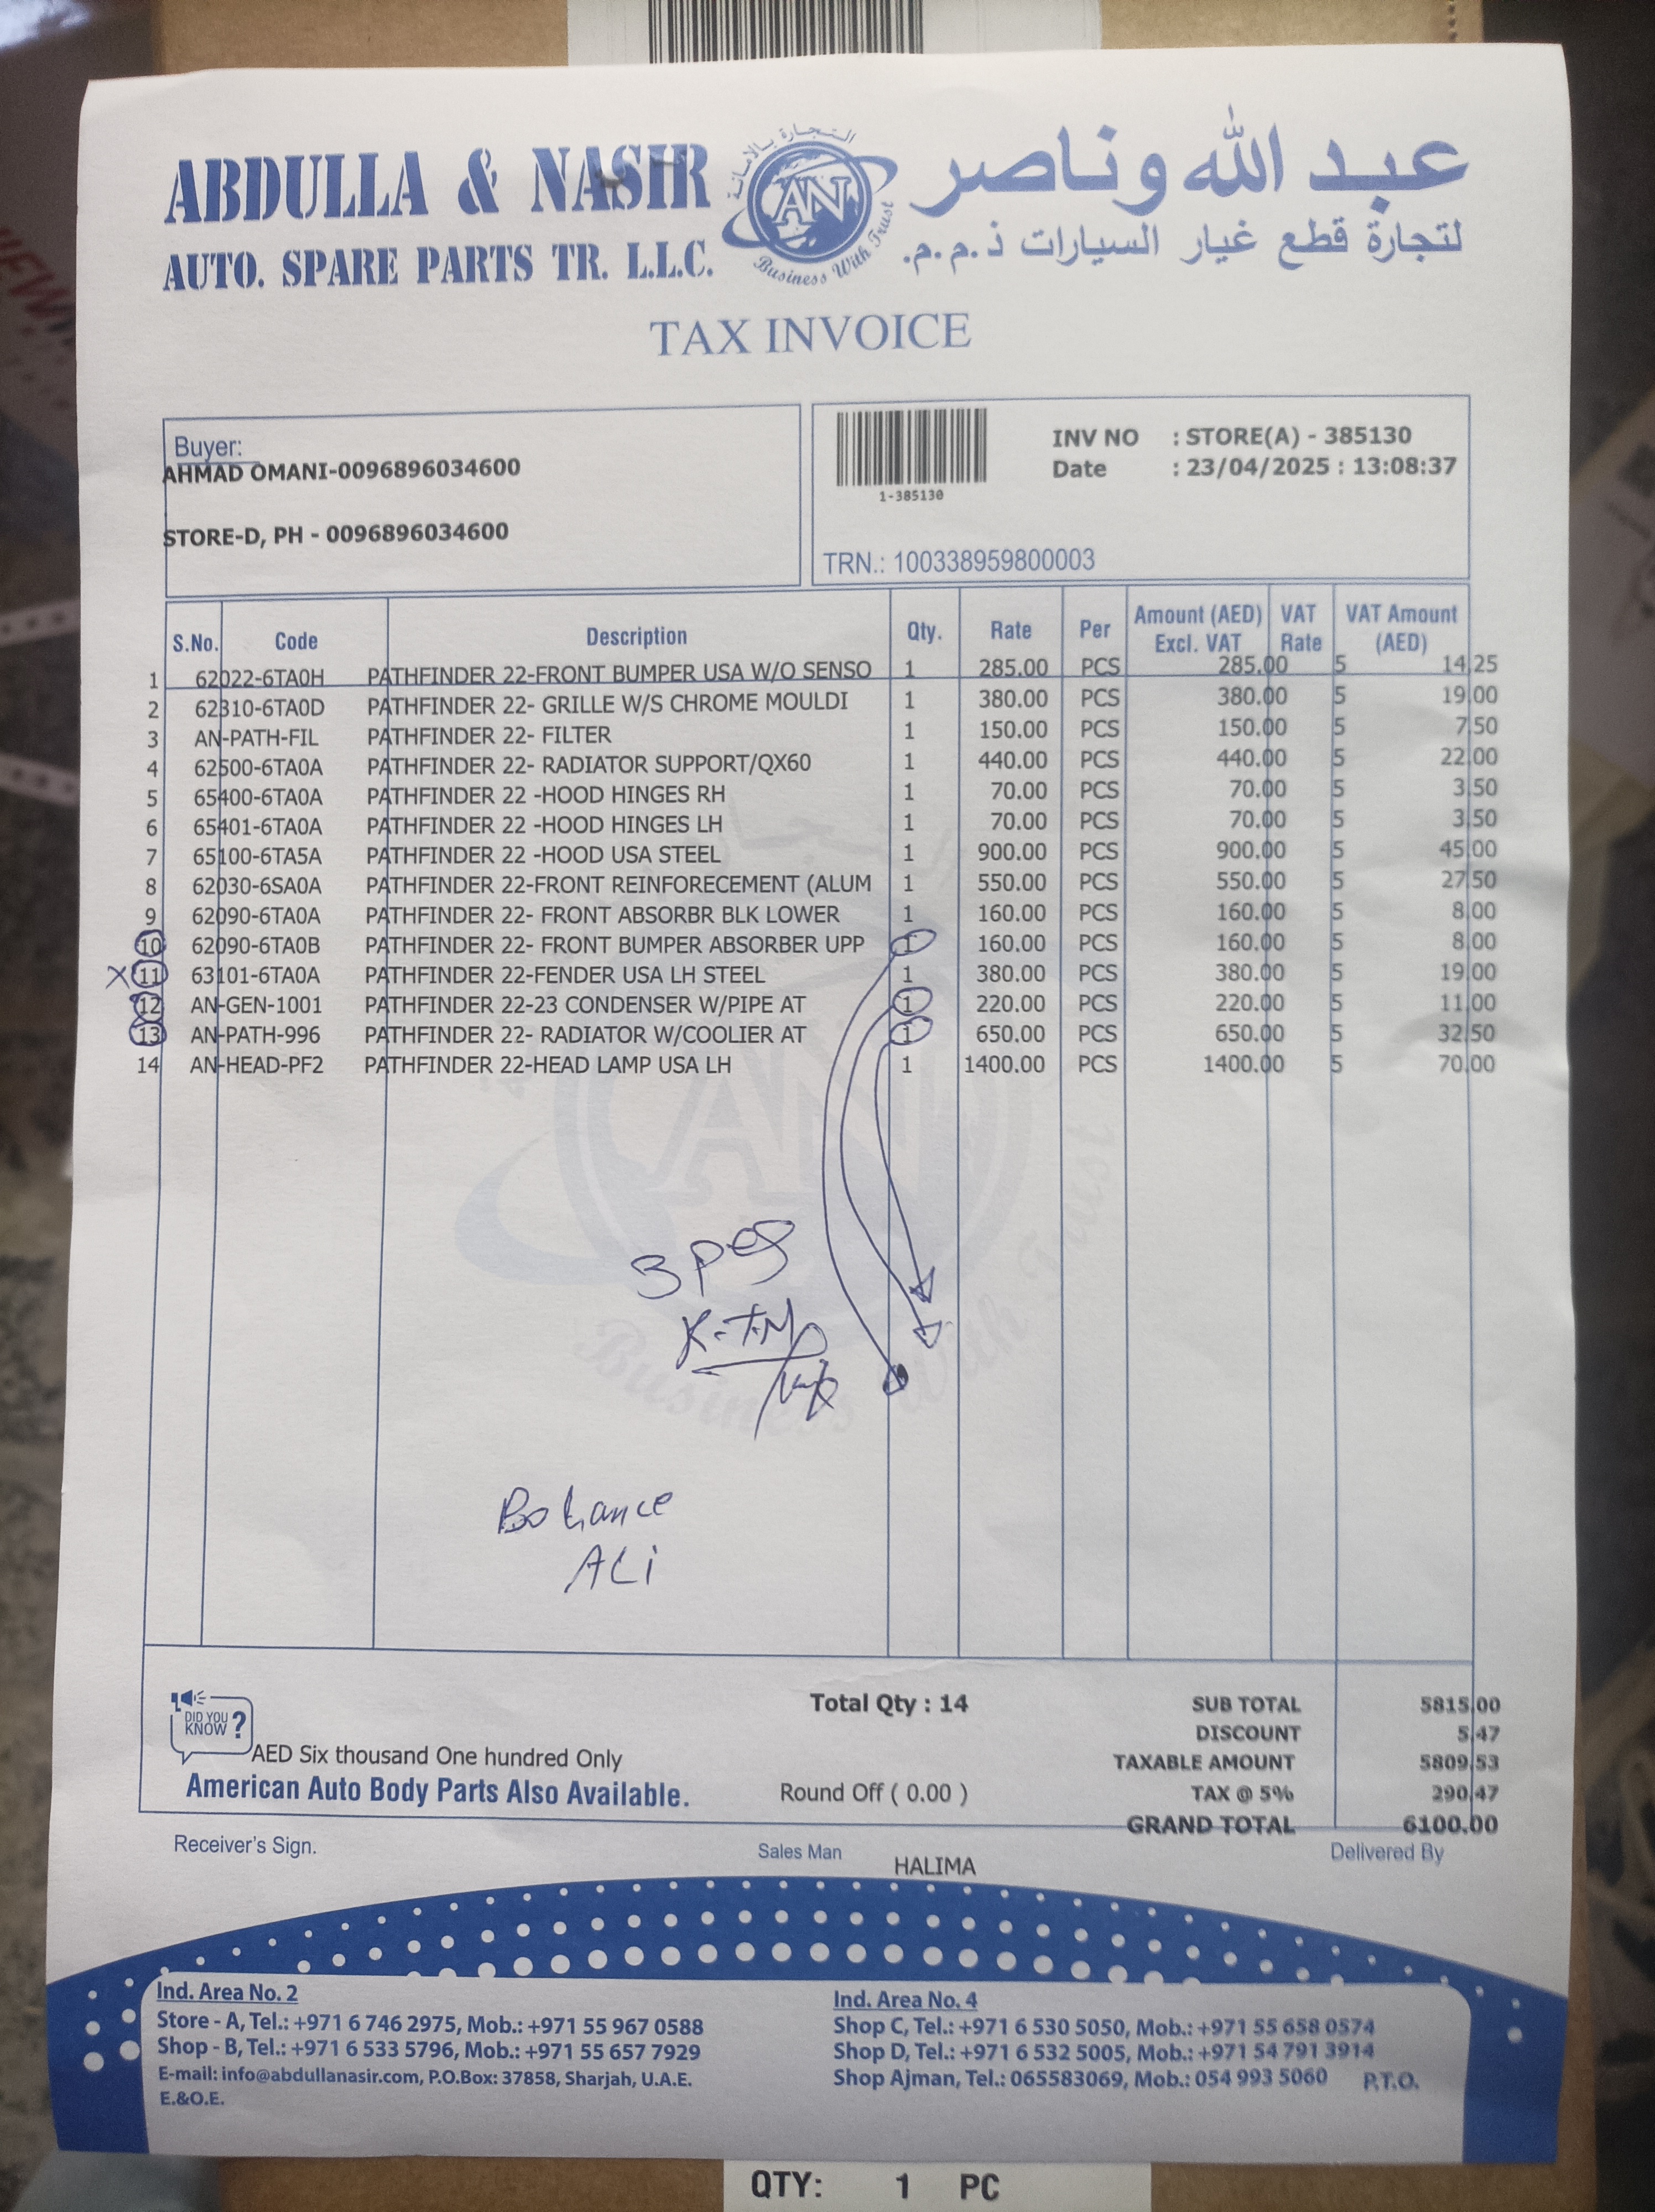 ABDULLA & NASIR
AUTO. SPARE PARTS TR. L.L.C.
التجارة بالامانة
AN
Business With Trust
عبد الله وناصر
لتجارة قطع غيار السيارات ذ.م.م.
TAX INVOICE
Buyer:
AHMAD OMANI-0096896034600
STORE-D, PH - 0096896034600
1-385130
INV NO : STORE(A) - 385130
Date : 23/04/2025 : 13:08:37
TRN.: 100338959800003
S.No. Code Description Qty. Rate Per Amount (AED) Excl. VAT VAT Rate VAT Amount (AED)
1 62022-6TA0H PATHFINDER 22-FRONT BUMPER USA W/O SENSO 1 285.00 PCS 285.00 5 14.25
2 62310-6TA0D PATHFINDER 22- GRILLE W/S CHROME MOULDI 1 380.00 PCS 380.00 5 19.00
3 AN-PATH-FIL PATHFINDER 22- FILTER 1 150.00 PCS 150.00 5 7.50
4 62500-6TA0A PATHFINDER 22- RADIATOR SUPPORT/QX60 1 440.00 PCS 440.00 5 22.00
5 65400-6TA0A PATHFINDER 22 -HOOD HINGES RH 1 70.00 PCS 70.00 5 3.50
6 65401-6TA0A PATHFINDER 22 -HOOD HINGES LH 1 70.00 PCS 70.00 5 3.50
7 65100-6TA5A PATHFINDER 22 -HOOD USA STEEL 1 900.00 PCS 900.00 5 45.00
8 62030-6SA0A PATHFINDER 22-FRONT REINFORECEMENT (ALUM 1 550.00 PCS 550.00 5 27.50
9 62090-6TA0A PATHFINDER 22- FRONT ABSORBR BLK LOWER 1 160.00 PCS 160.00 5 8.00
10 62090-6TA0B PATHFINDER 22- FRONT BUMPER ABSORBER UPP 1 160.00 PCS 160.00 5 8.00
X 11 63101-6TA0A PATHFINDER 22-FENDER USA LH STEEL 1 380.00 PCS 380.00 5 19.00
12 AN-GEN-1001 PATHFINDER 22-23 CONDENSER W/PIPE AT 1 220.00 PCS 220.00 5 11.00
13 AN-PATH-996 PATHFINDER 22- RADIATOR W/COOLIER AT 1 650.00 PCS 650.00 5 32.50
14 AN-HEAD-PF2 PATHFINDER 22-HEAD LAMP USA LH 1 1400.00 PCS 1400.00 5 70.00
AN
Business With Trust
3 pes
K.T.M
Bolance
ALi
DID YOU KNOW ?
AED Six thousand One hundred Only
American Auto Body Parts Also Available.
Total Qty : 14
Round Off ( 0.00 )
SUB TOTAL 5815.00
DISCOUNT 5.47
TAXABLE AMOUNT 5809.53
TAX @ 5% 290.47
GRAND TOTAL 6100.00
Receiver's Sign.
Sales Man HALIMA
Delivered By
Ind. Area No. 2
Store - A, Tel.: +971 6 746 2975, Mob.: +971 55 967 0588
Shop - B, Tel.: +971 6 533 5796, Mob.: +971 55 657 7929
E-mail: info@abdullanasir.com, P.O.Box: 37858, Sharjah, U.A.E.
E.&O.E.
Ind. Area No. 4
Shop C, Tel.: +971 6 530 5050, Mob.: +971 55 658 0574
Shop D, Tel.: +971 6 532 5005, Mob.: +971 54 791 3914
Shop Ajman, Tel.: 065583069, Mob.: 054 993 5060 P.T.O.
QTY: 1 PC